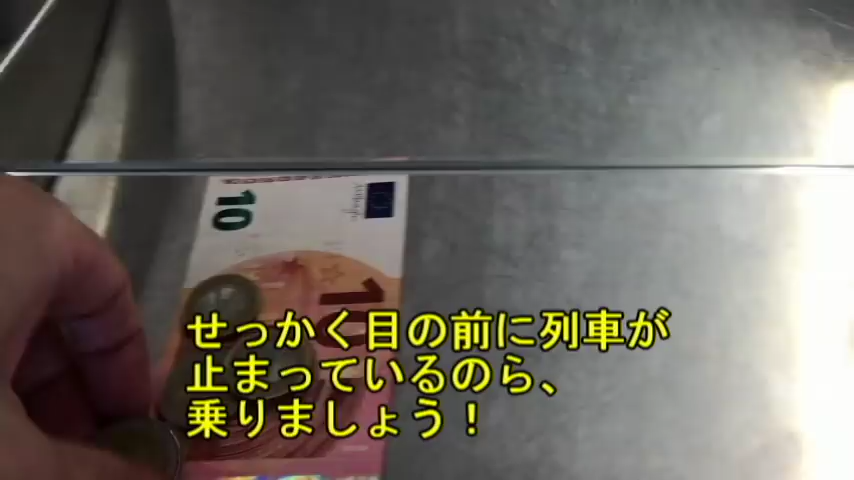 10
10
せっかく目の前に列車が
止まっているのら、
乗りましょう！